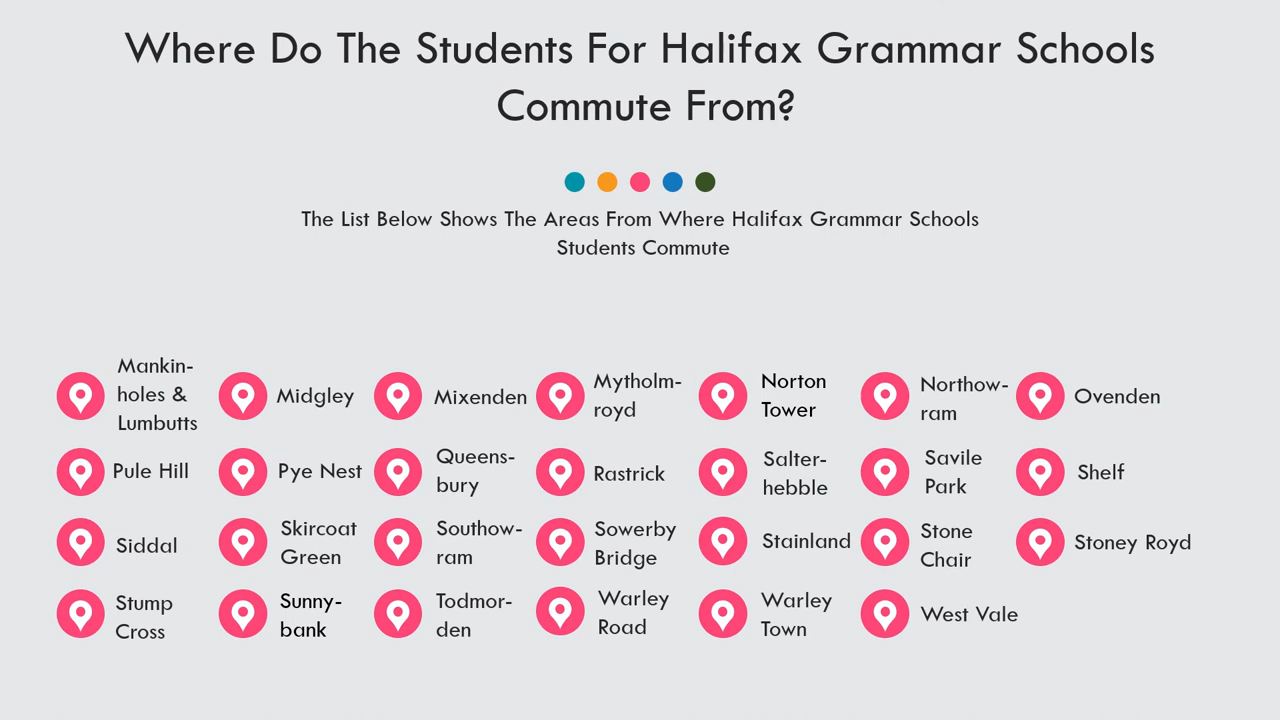 Where Do The Students For Halifax Grammar Schools
Commute From?
The List Below Shows The Areas From Where Halifax Grammar Schools
Students Commute
Mankin-
holes &
Lumbutts
Midgley
Mixenden
Mytholm-
royd
Norton
Tower
Northow-
ram
Ovenden
Pule Hill
Pye Nest
Queens-
bury
Rastrick
Salter-
hebble
Savile
Park
Shelf
Siddal
Skircoat
Green
Southow-
ram
Sowerby
Bridge
Stainland
Stone
Chair
Stoney Royd
Stump
Cross
Sunny-
bank
Todmor-
den
Warley
Road
Warley
Town
West Vale